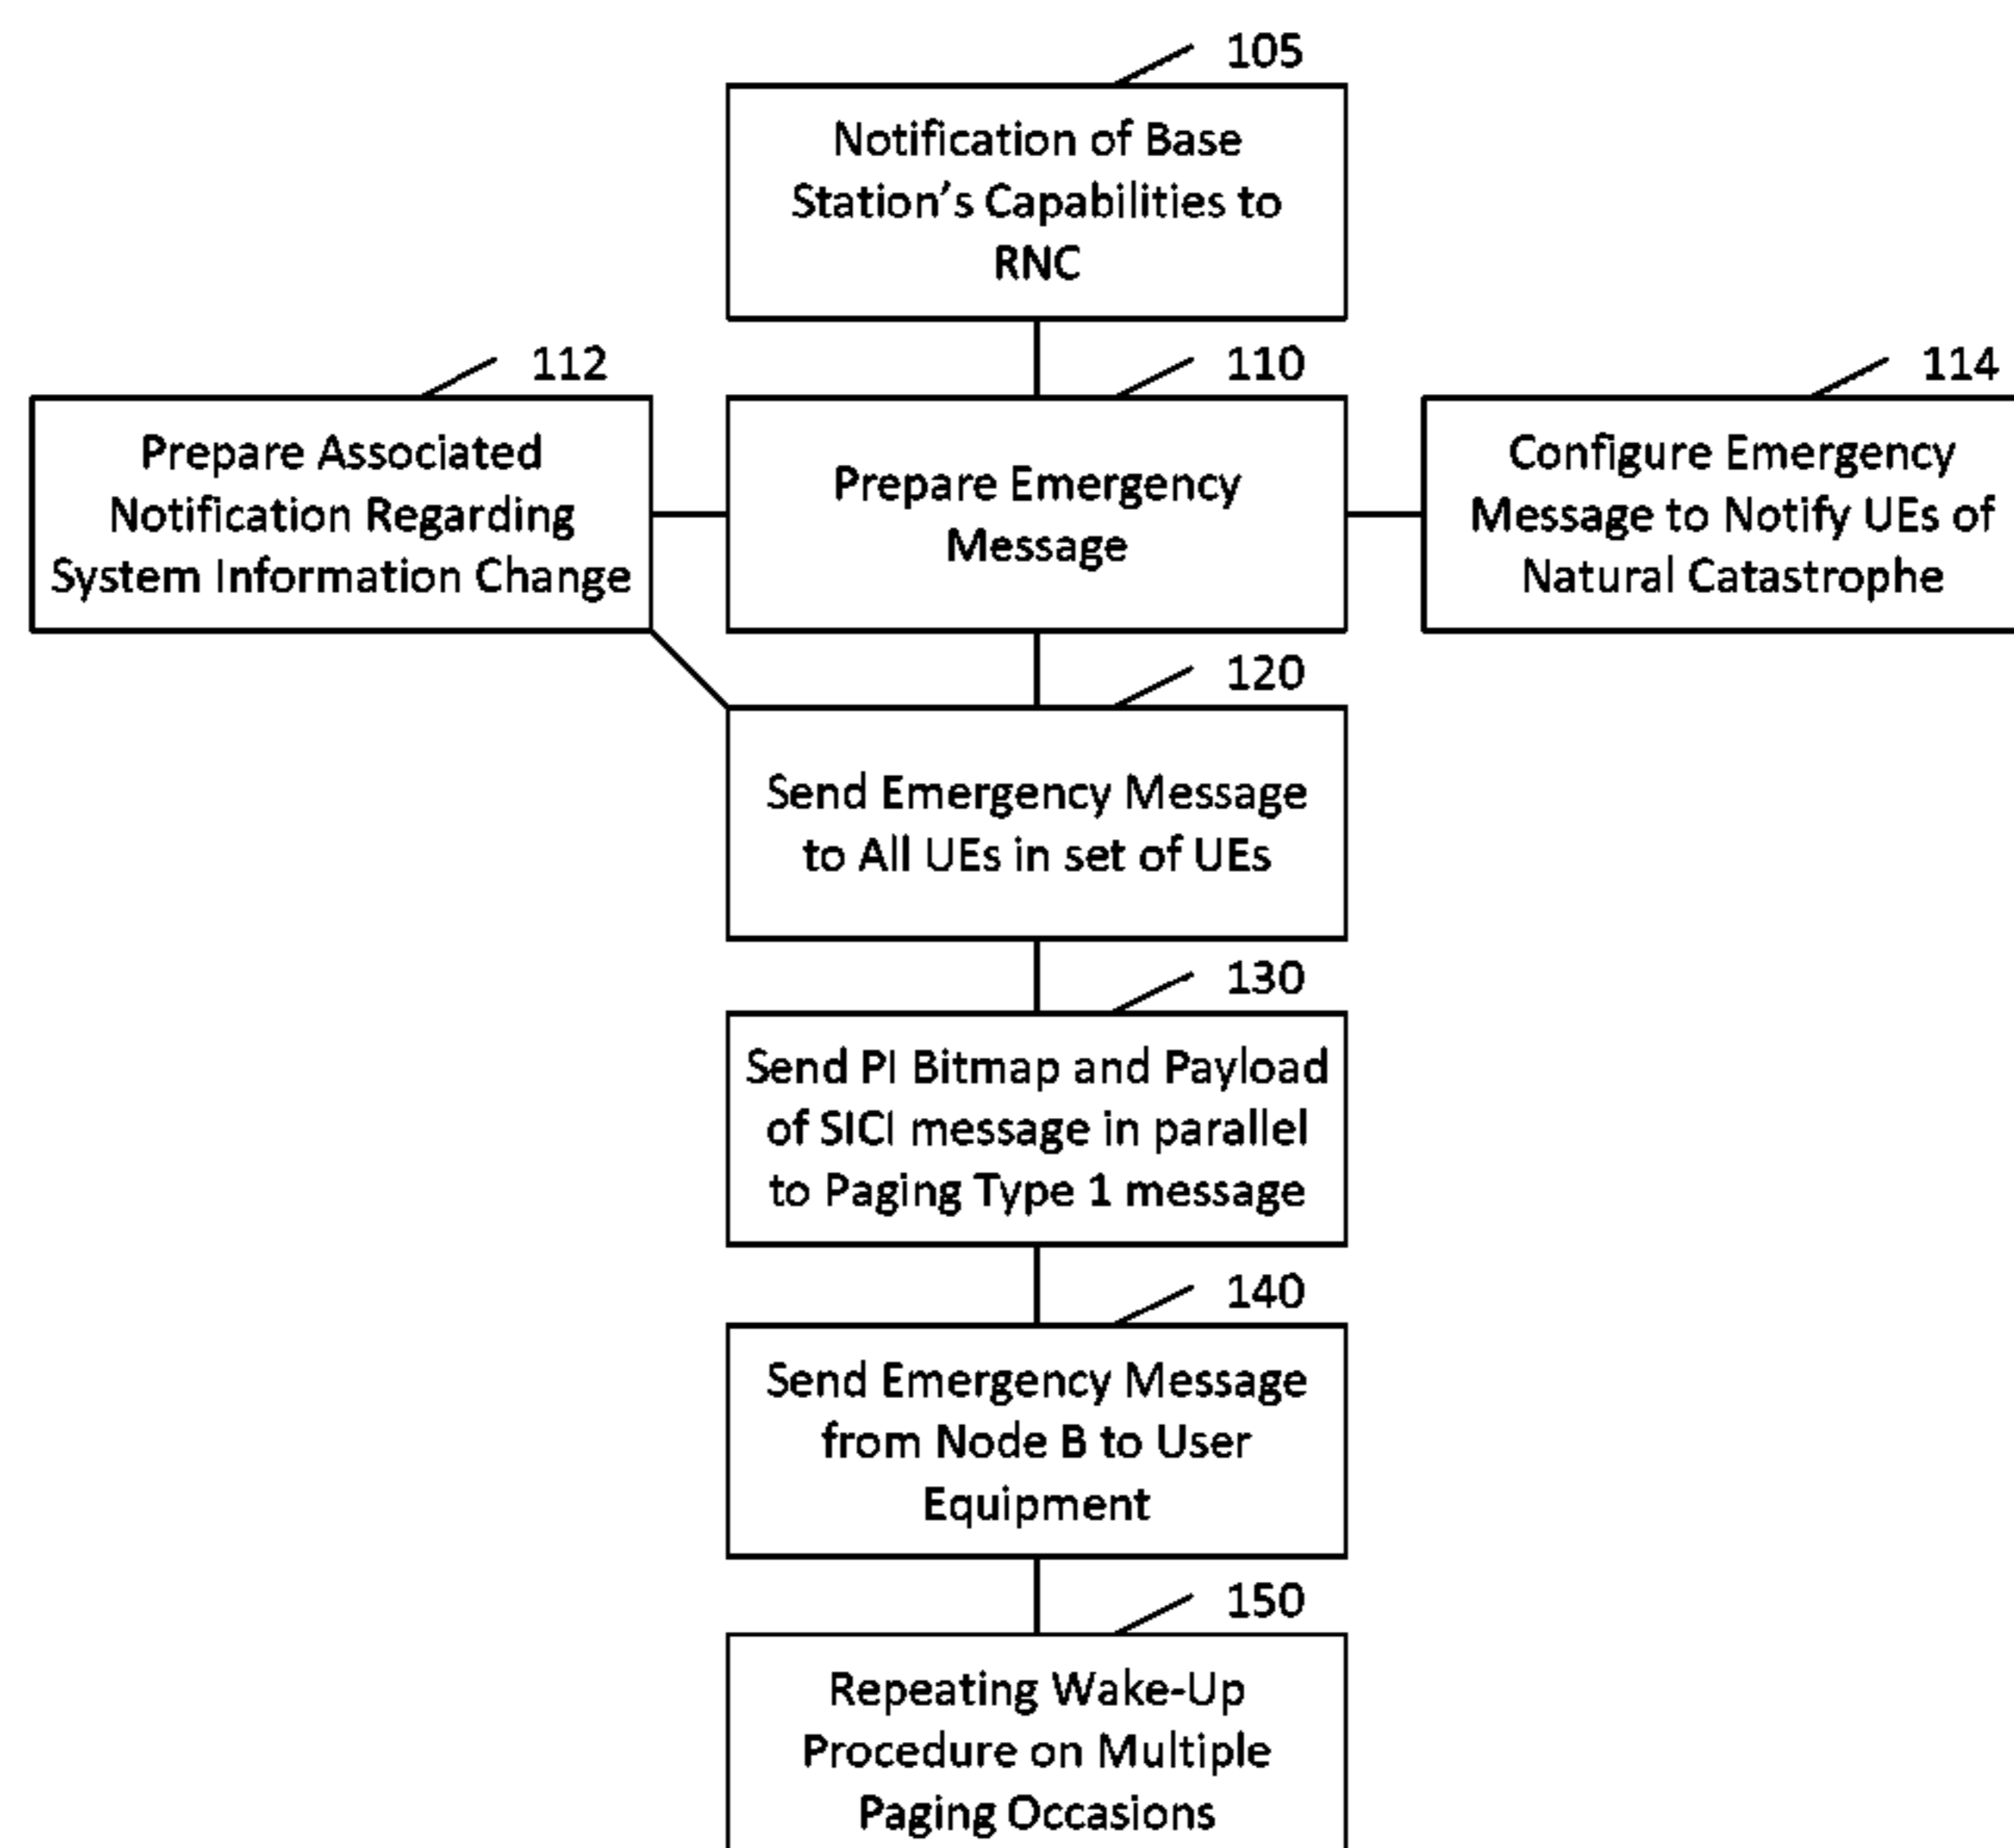 105
Notification of Base
Station's Capabilities to
RNC
112
Prepare Associated
Notification Regarding
System Information Change
110
Prepare Emergency
Message
114
Configure Emergency
Message to Notify UEs of
Natural Catastrophe
120
Send Emergency Message
to All UEs in set of UEs
130
Send PI Bitmap and Payload
of SICI message in parallel
to Paging Type 1 message
140
Send Emergency Message
from Node B to User
Equipment
150
Repeating Wake-Up
Procedure on Multiple
Paging Occasions